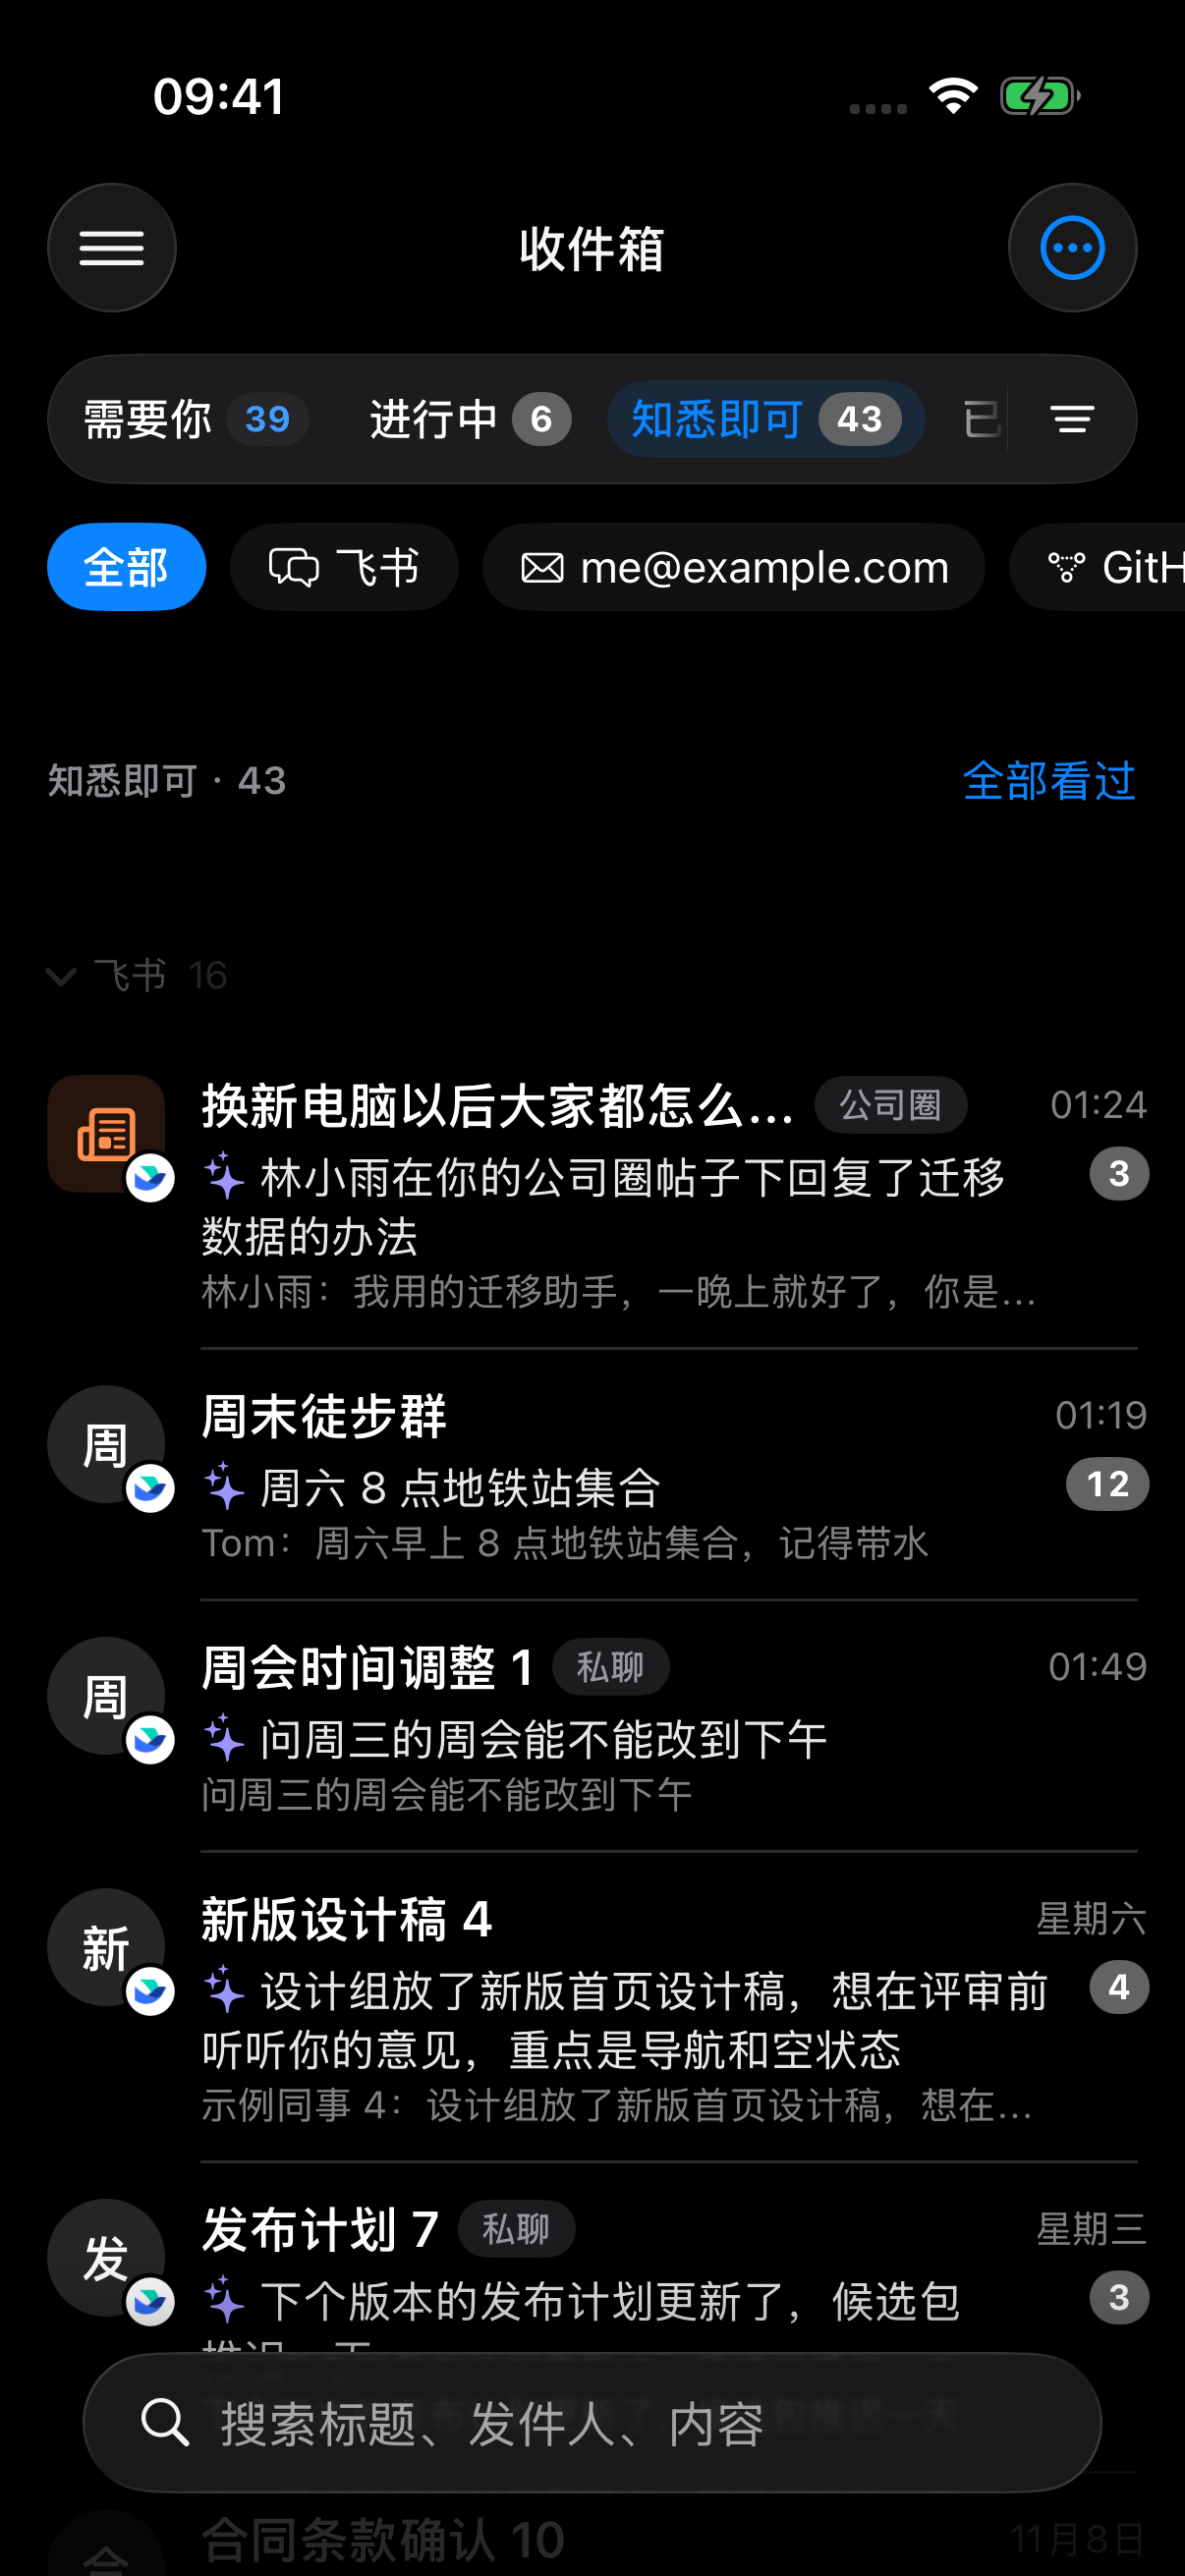 09:41
收件箱
需要你 39 进行中 6 知悉即可 43 已
全部 飞书 me@example.com GitH
知悉即可 · 43 全部看过
飞书 16
换新电脑以后大家都怎么... 公司圈 01:24
林小雨在你的公司圈帖子下回复了迁移 3
数据的办法
林小雨：我用的迁移助手，一晚上就好了，你是...
周 周末徒步群 01:19
周六 8 点地铁站集合 12
Tom：周六早上 8 点地铁站集合，记得带水
周 周会时间调整 1 私聊 01:49
问周三的周会能不能改到下午
问周三的周会能不能改到下午
新 新版设计稿 4 星期六
设计组放了新版首页设计稿，想在评审前 4
听听你的意见，重点是导航和空状态
示例同事 4：设计组放了新版首页设计稿，想在...
发 发布计划 7 私聊 星期三
下个版本的发布计划更新了，候选包 3
搜索标题、发件人、内容
合同条款确认 10 11月8日